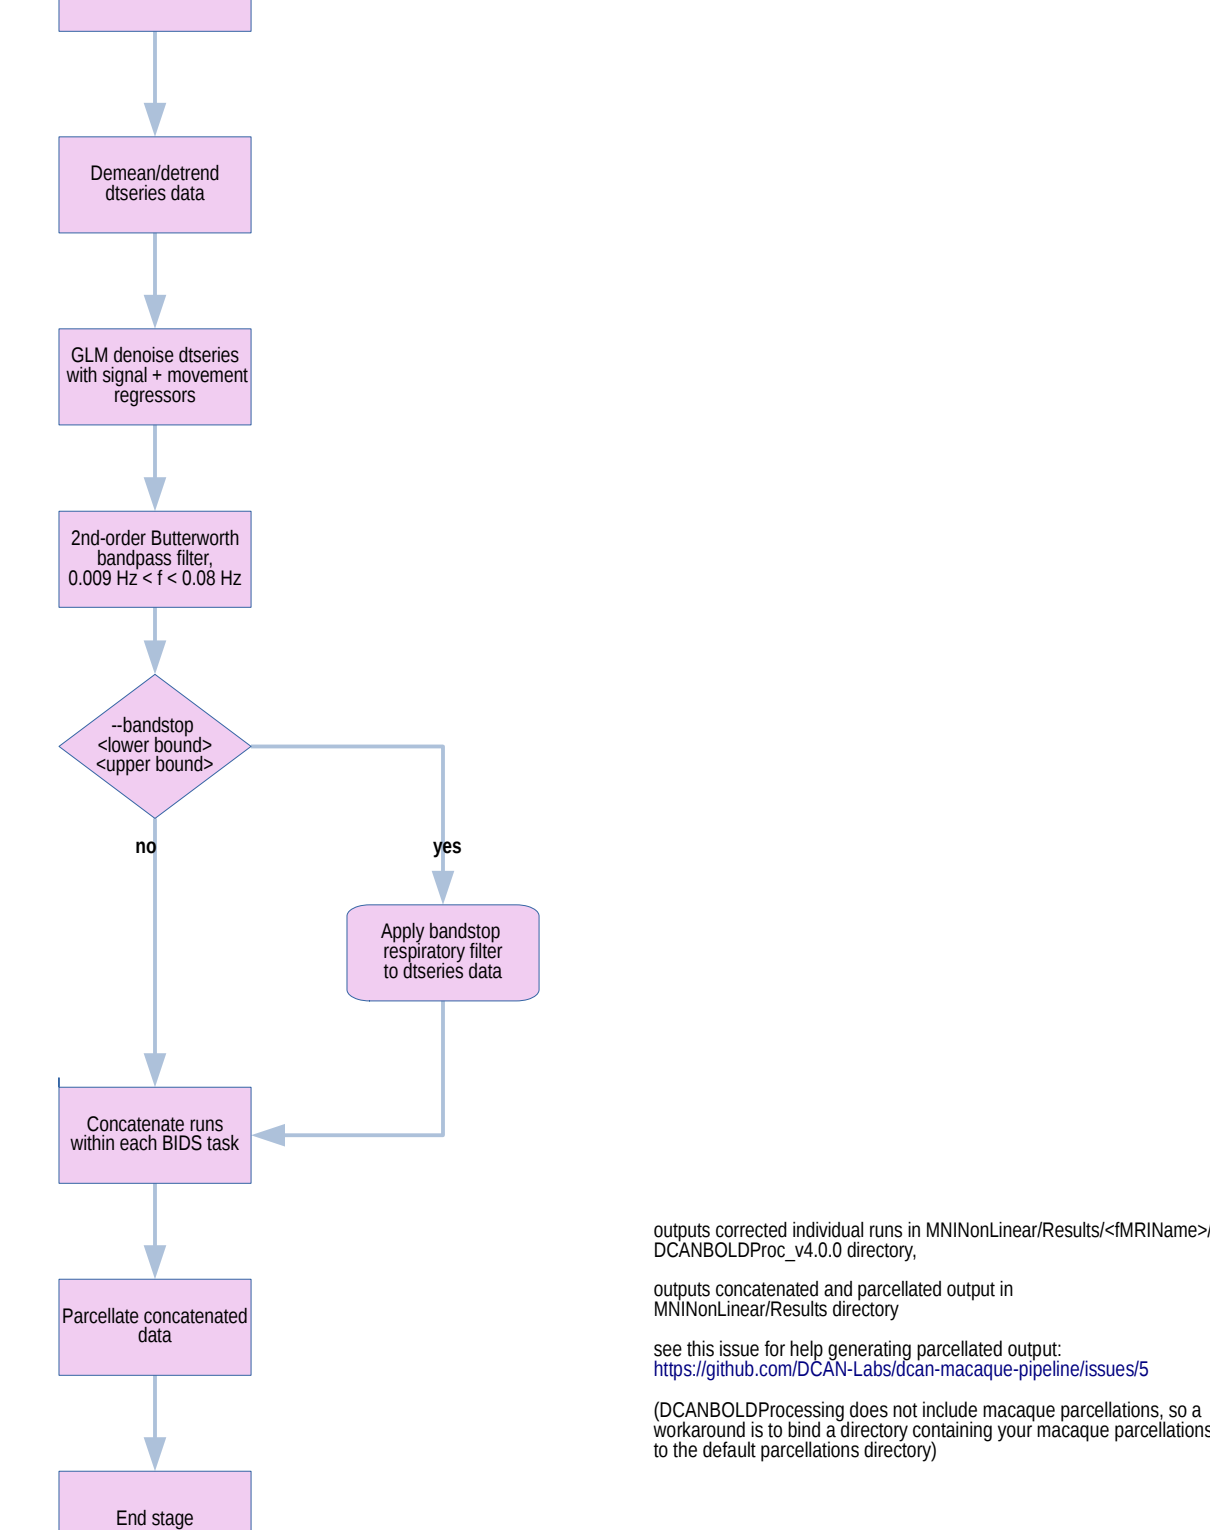 Demean/detrend
dtseries data
GLM denoise dtseries
with signal + movement
regressors
2nd-order Butterworth
bandpass filter,
0.009 Hz < f < 0.08 Hz
--bandstop
<lower bound>
<upper bound>
no
yes
Apply bandstop
respiratory filter
to dtseries data
Concatenate runs
within each BIDS task
outputs corrected individual runs in MNINonLinear/Results/<fMRIName>/
DCANBOLDProc_v4.0.0 directory,
outputs concatenated and parcellated output in
MNINonLinear/Results directory
see this issue for help generating parcellated output:
https://github.com/DCAN-Labs/dcan-macaque-pipeline/issues/5
(DCANBOLDProcessing does not include macaque parcellations, so a
workaround is to bind a directory containing your macaque parcellations
to the default parcellations directory)
Parcellate concatenated
data
End stage